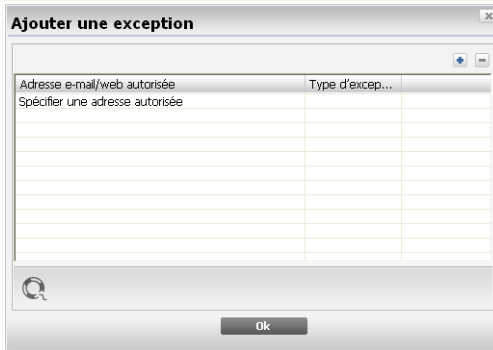 Ajouter une exception
Adresse e-mail/web autorisée Type d'excep...
Spécifier une adresse autorisée
Ok